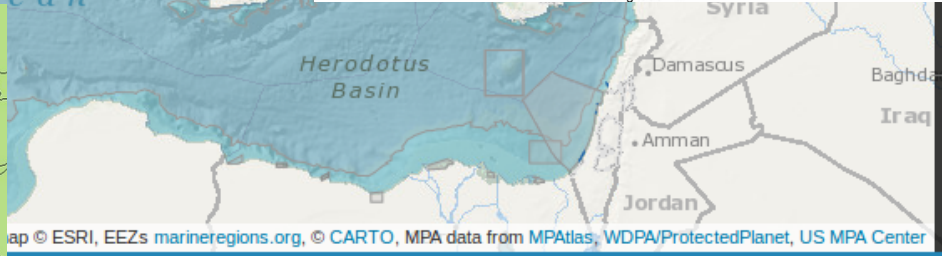 Syria
Herodotus
Basin
Damascus
Baghda
Iraq
Amman
Jordan
ap © ESRI, EEZs marineregions.org, © CARTO, MPA data from MPAtlas, WDPA/ProtectedPlanet, US MPA Center